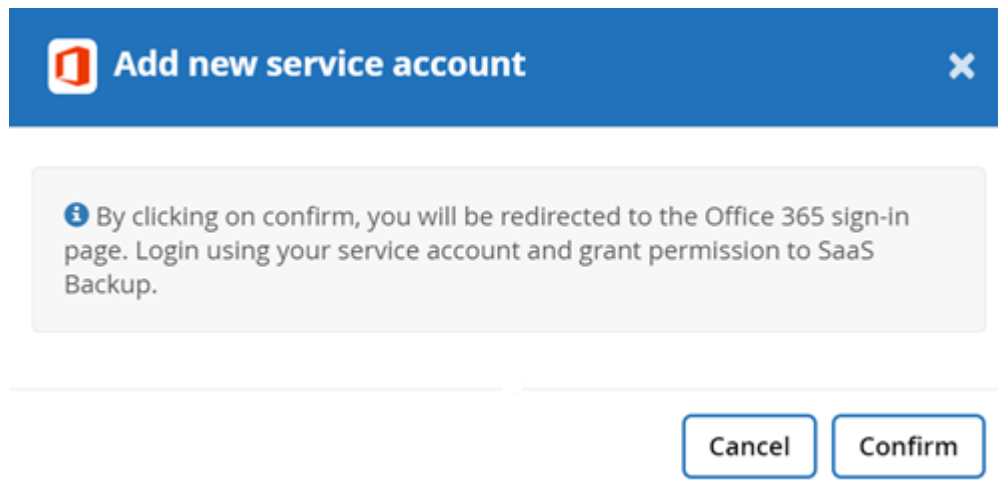 Add new service account
By clicking on confirm, you will be redirected to the Office 365 sign-in
page. Login using your service account and grant permission to SaaS
Backup.
Cancel Confirm